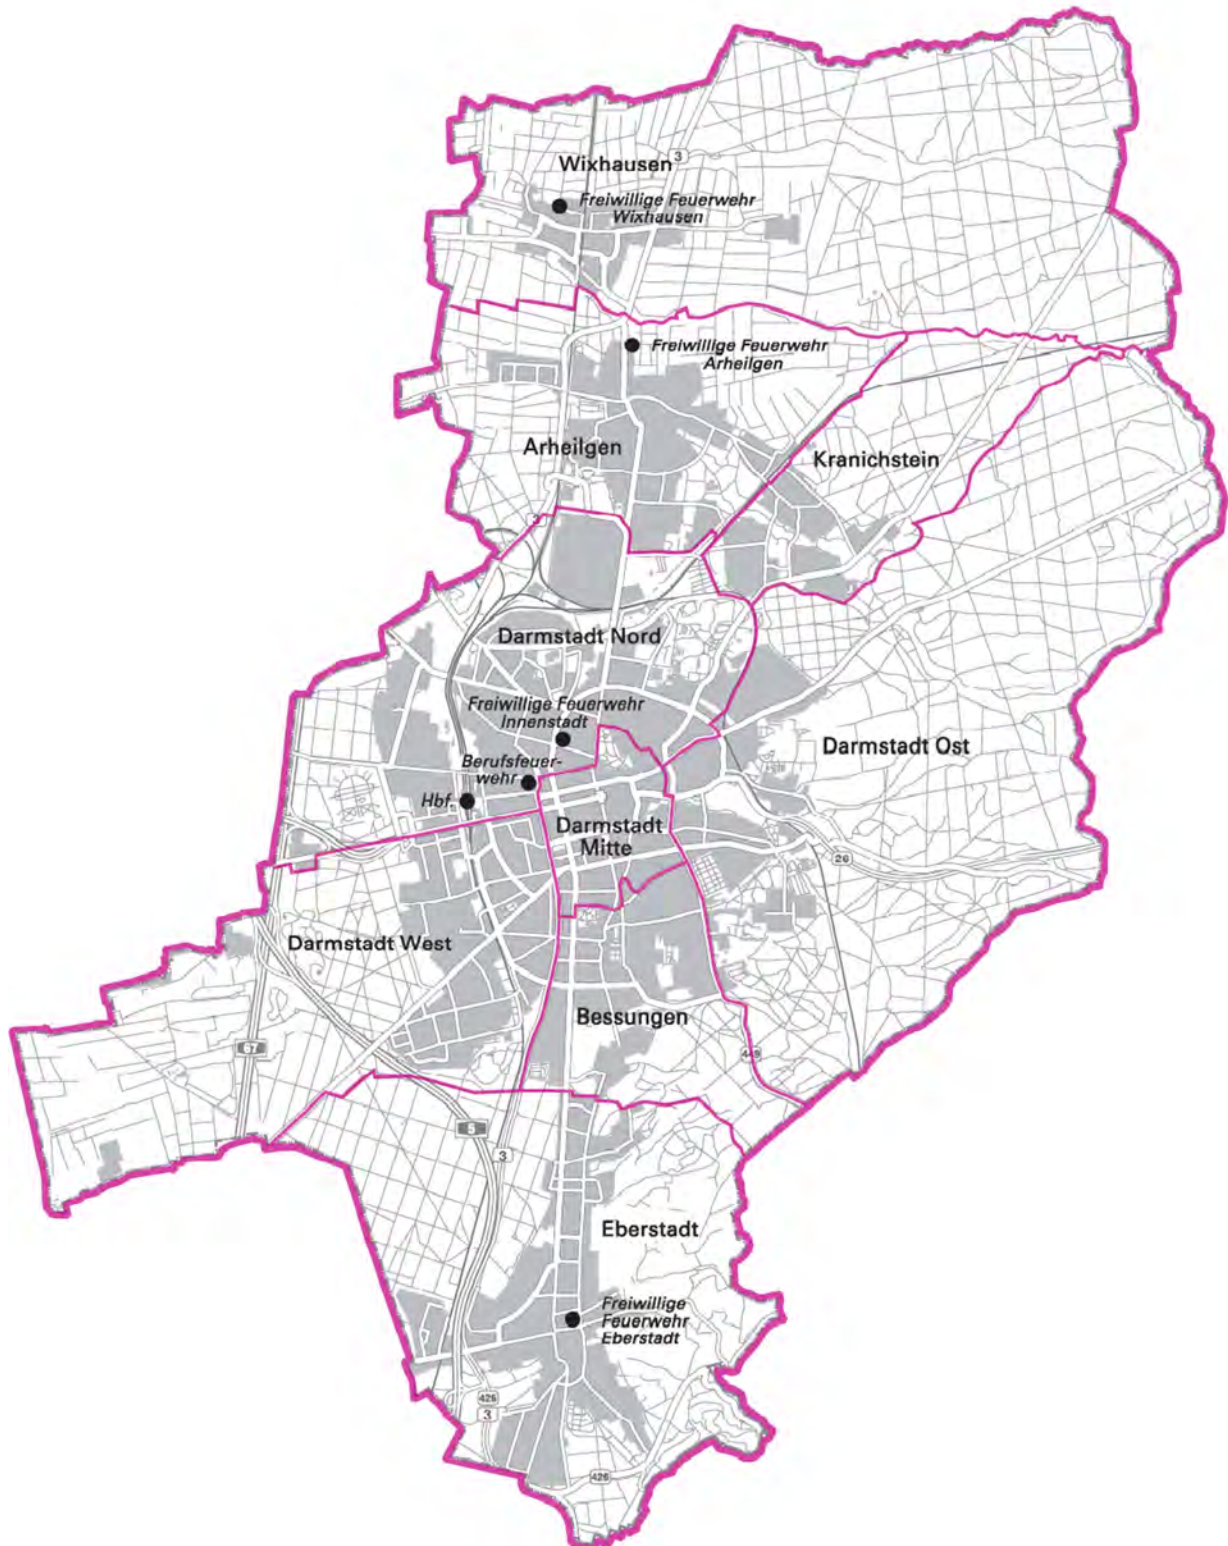 Wixhausen
3
Freiwillige Feuerwehr
Wixhausen
Freiwillige Feuerwehr
Arheilgen
Arheilgen
Kranichstein
3
Darmstadt Nord
Freiwillige Feuerwehr
Innenstadt
Darmstadt Ost
Berufsfeuer-
wehr
Hbf.
Darmstadt
Mitte
26
Darmstadt West
Bessungen
67
449
5
3
Eberstadt
Freiwillige
Feuerwehr
Eberstadt
426
3
426